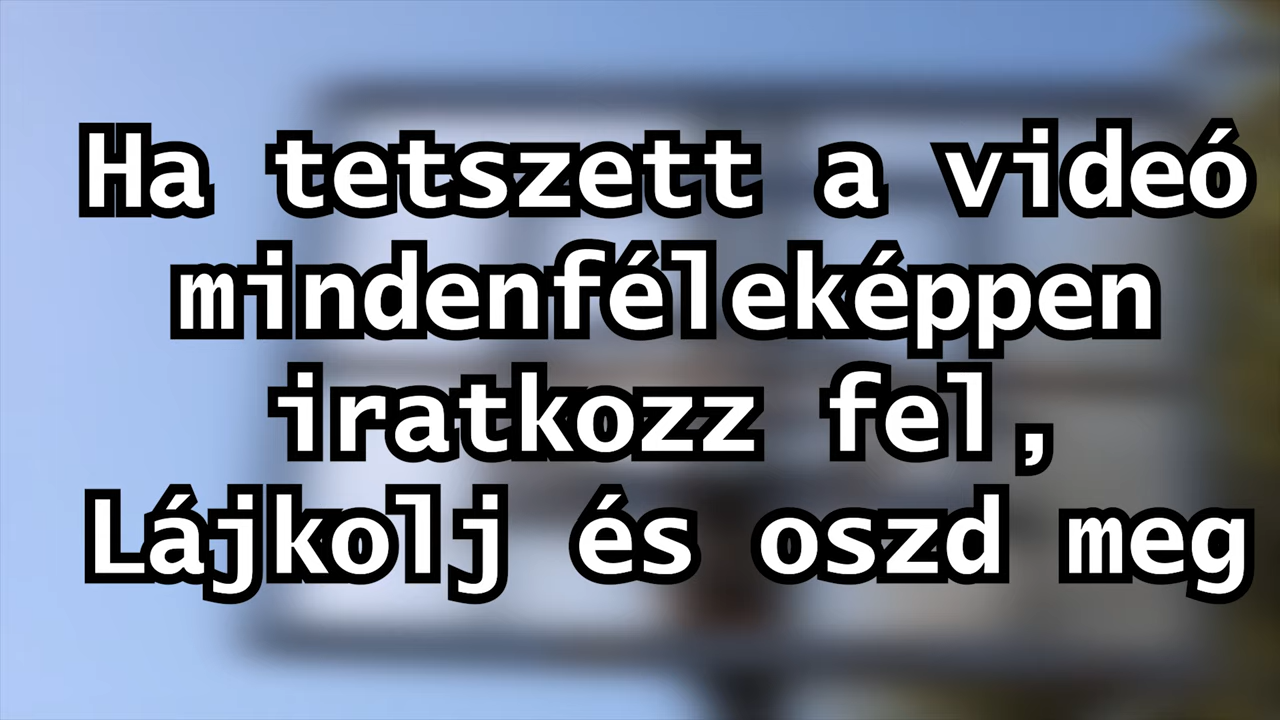 Ha tetszett a videó
mindenféleképpen
iratkozz fel,
Lájkolj és oszd meg